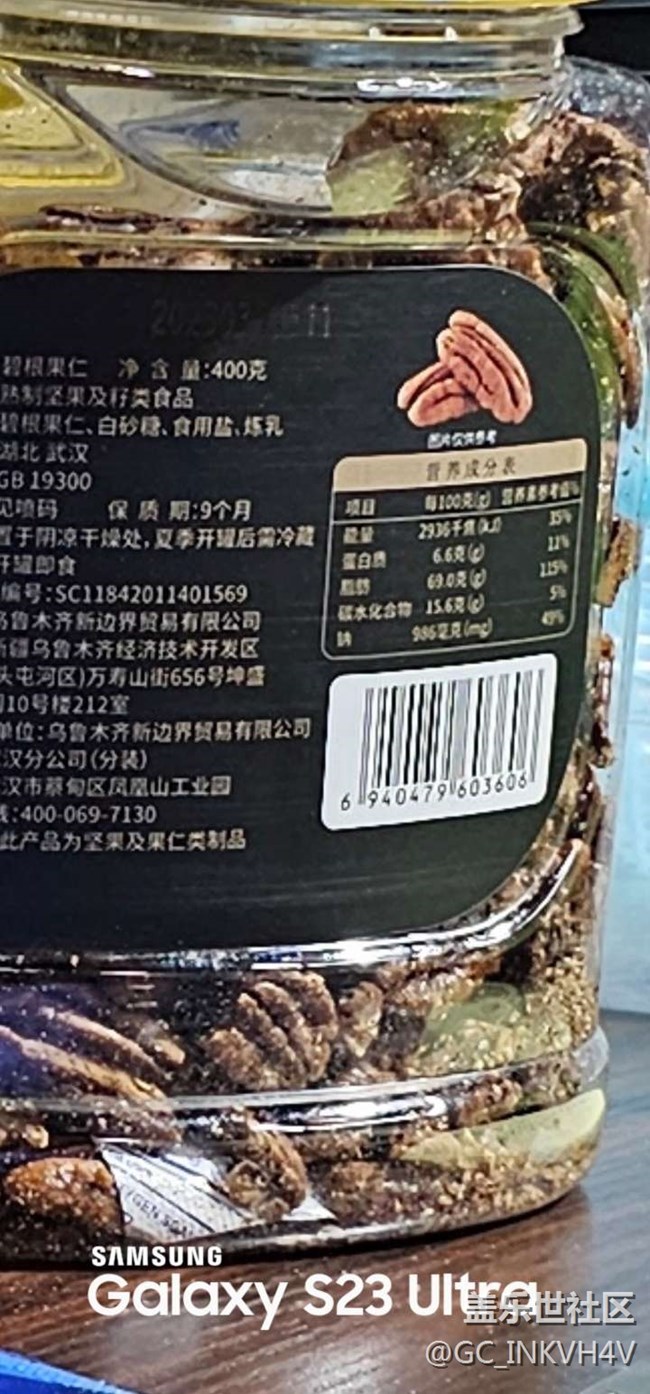 碧根果仁 净含量:400克
熟制坚果及籽类食品
碧根果仁、白砂糖、食用盐、炼乳
湖北 武汉
GB 19300
见喷码 保质期:9个月
置于阴凉干燥处,夏季开罐后需冷藏
开罐即食
编号:SC11842011401569
乌鲁木齐新边界贸易有限公司
新疆乌鲁木齐经济技术开发区
头屯河区)万寿山街656号坤盛
10号楼212室
单位:乌鲁木齐新边界贸易有限公司
汉分公司(分装)
汉市蔡甸区凤凰山工业园
线:400-069-7130
此产品为坚果及果仁类制品
图片仅供参考
营养成分表
项目 每100克(g) 营养素参考值%
能量 2936千焦(kJ) 35%
蛋白质 6.6克(g) 11%
脂肪 69.0克(g) 115%
碳水化合物 15.6克(g) 5%
钠 986毫克(mg) 49%
6 940479 603606
SAMSUNG
Galaxy S23 Ultra
盖乐世社区
@GC_INKVH4V